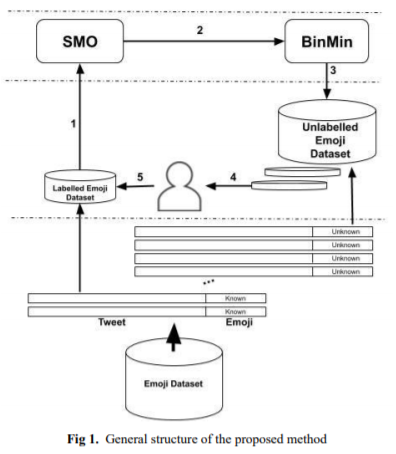 SMO
2
BinMin
3
1
Unlabelled
Emoji
Dataset
5
4
Labelled Emoji
Dataset
Unknown
Unknown
Unknown
Unknown
...
Known
Known
Tweet Emoji
Emoji Dataset
Fig 1. General structure of the proposed method